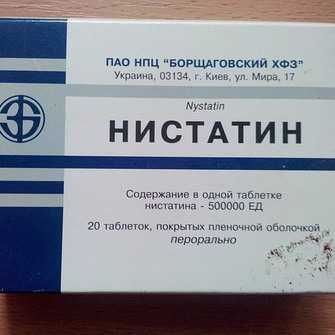 ПАО НПЦ "БОРЩАГОВСКИЙ ХФЗ"
Украина, 03134, г. Киев, ул. Мира, 17
Nystatin
НИСТАТИН
Содержание в одной таблетке
нистатина - 500000 ЕД
20 таблеток, покрытых пленочной оболочкой
перорально